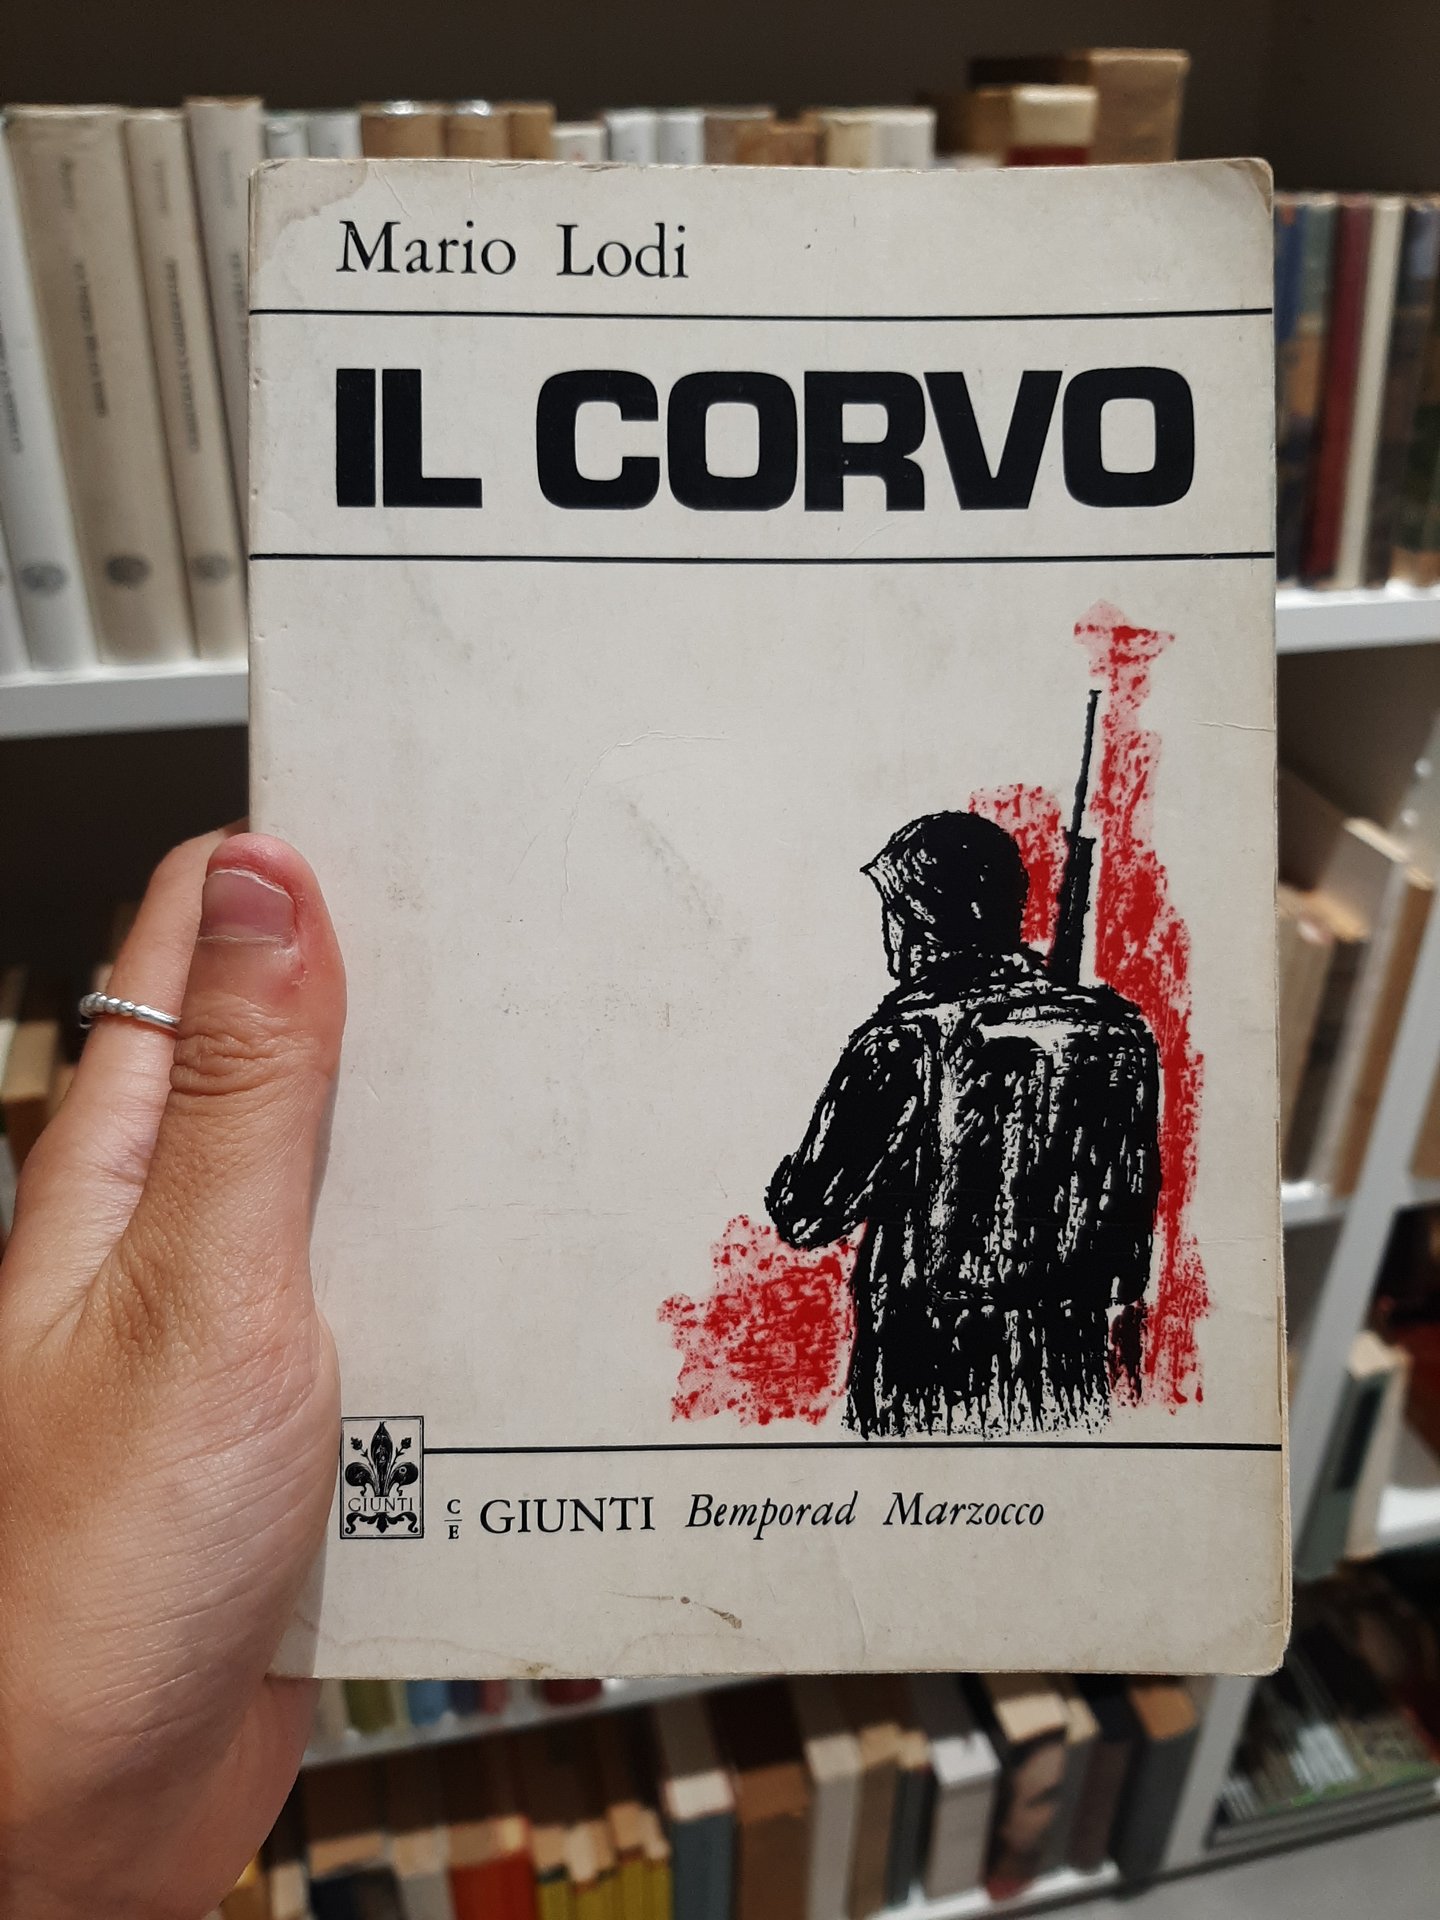 Mario Lodi
IL CORVO
GIUNTI
C
E
GIUNTI Bemporad Marzocco